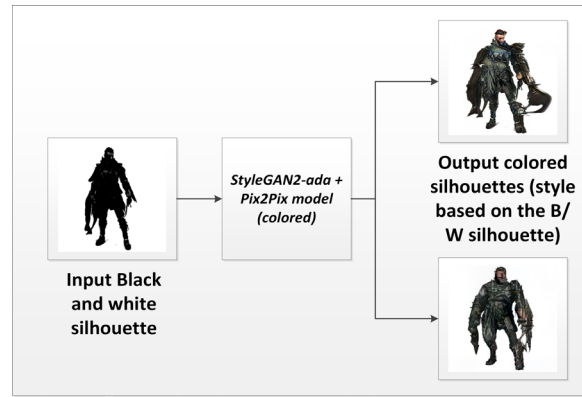 Input Black
and white
silhouette
StyleGAN2-ada +
Pix2Pix model
(colored)
Output colored
silhouettes (style
based on the B/
W silhouette)